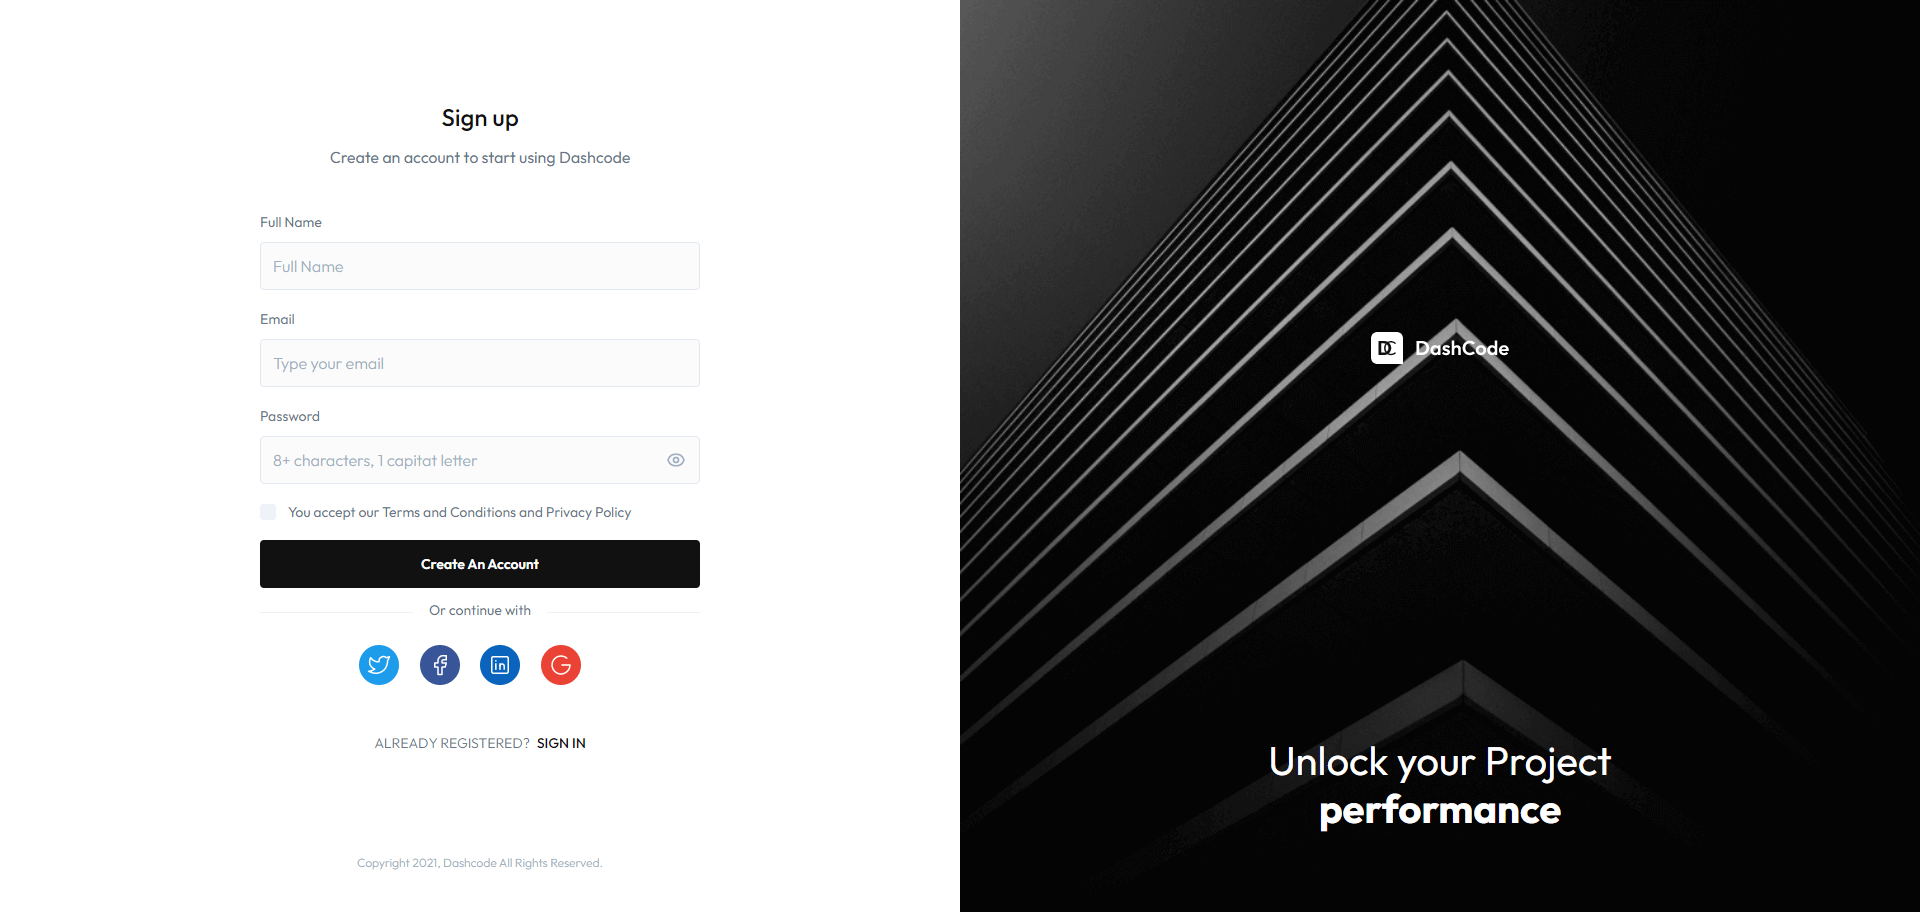 Sign up
Create an account to start using Dashcode
Full Name
Full Name
Email
Type your email
Password
8+ characters, 1 capitat letter
You accept our Terms and Conditions and Privacy Policy
Create An Account
Or continue with
ALREADY REGISTERED? SIGN IN
Copyright 2021, Dashcode All Rights Reserved.
DC DashCode
Unlock your Project
performance